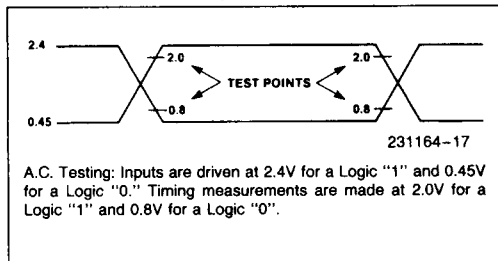 2.4
2.0 TEST POINTS 2.0
0.8 0.8
0.45
231164-17
A.C. Testing: Inputs are driven at 2.4V for a Logic "1" and 0.45V
for a Logic "0." Timing measurements are made at 2.0V for a
Logic "1" and 0.8V for a Logic "0".